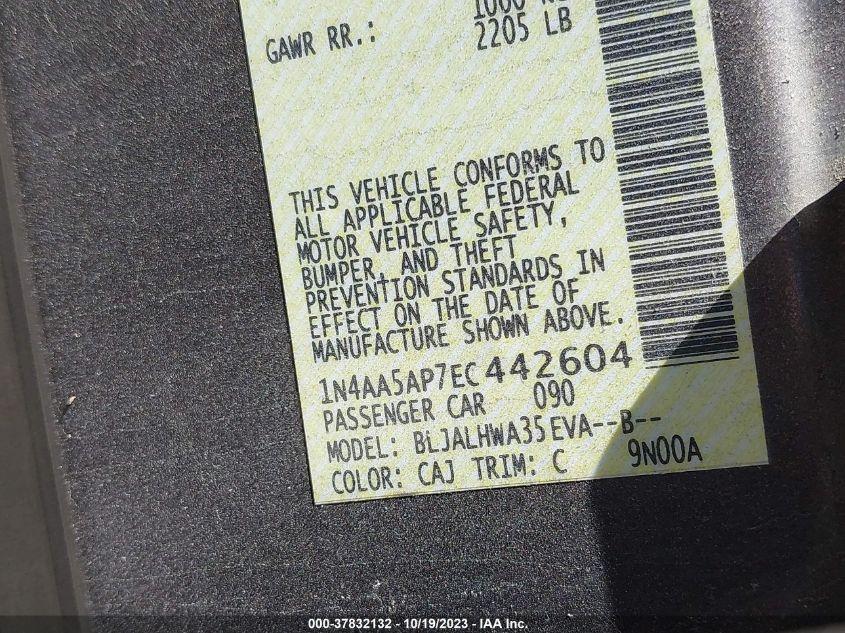 GAWR RR.:
2205 LB
THIS VEHICLE CONFORMS TO
ALL APPLICABLE FEDERAL
MOTOR VEHICLE SAFETY,
BUMPER, AND THEFT
PREVENTION STANDARDS IN
EFFECT ON THE DATE OF
MANUFACTURE SHOWN ABOVE.
1N4AA5AP7EC442604
PASSENGER CAR 090
MODEL: BLJALHWA35EVA--B--
COLOR: CAJ TRIM: C 9N00A
000-37832132 - 10/19/2023 - IAA Inc.